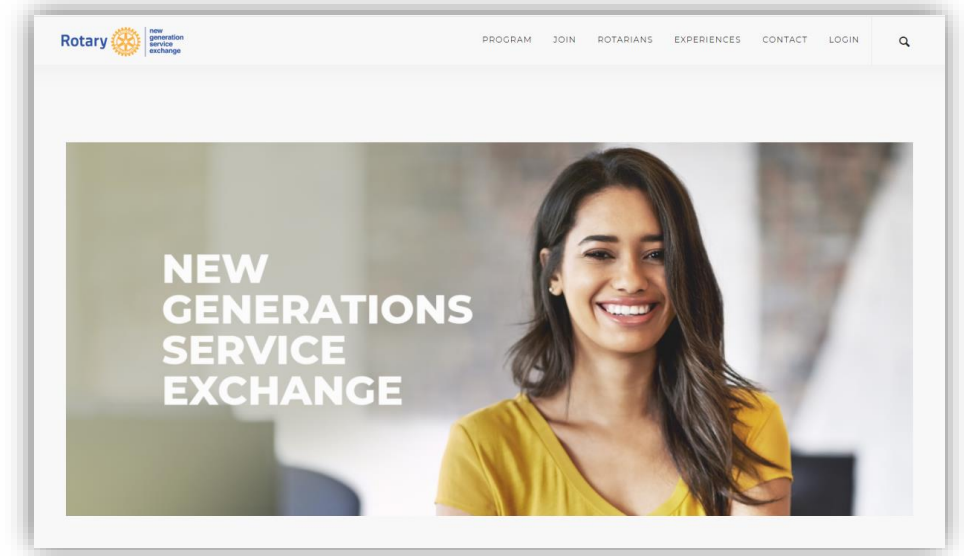 Rotary
new
generation
service
exchange
PROGRAM JOIN ROTARIANS EXPERIENCES CONTACT LOGIN
NEW
GENERATIONS
SERVICE
EXCHANGE